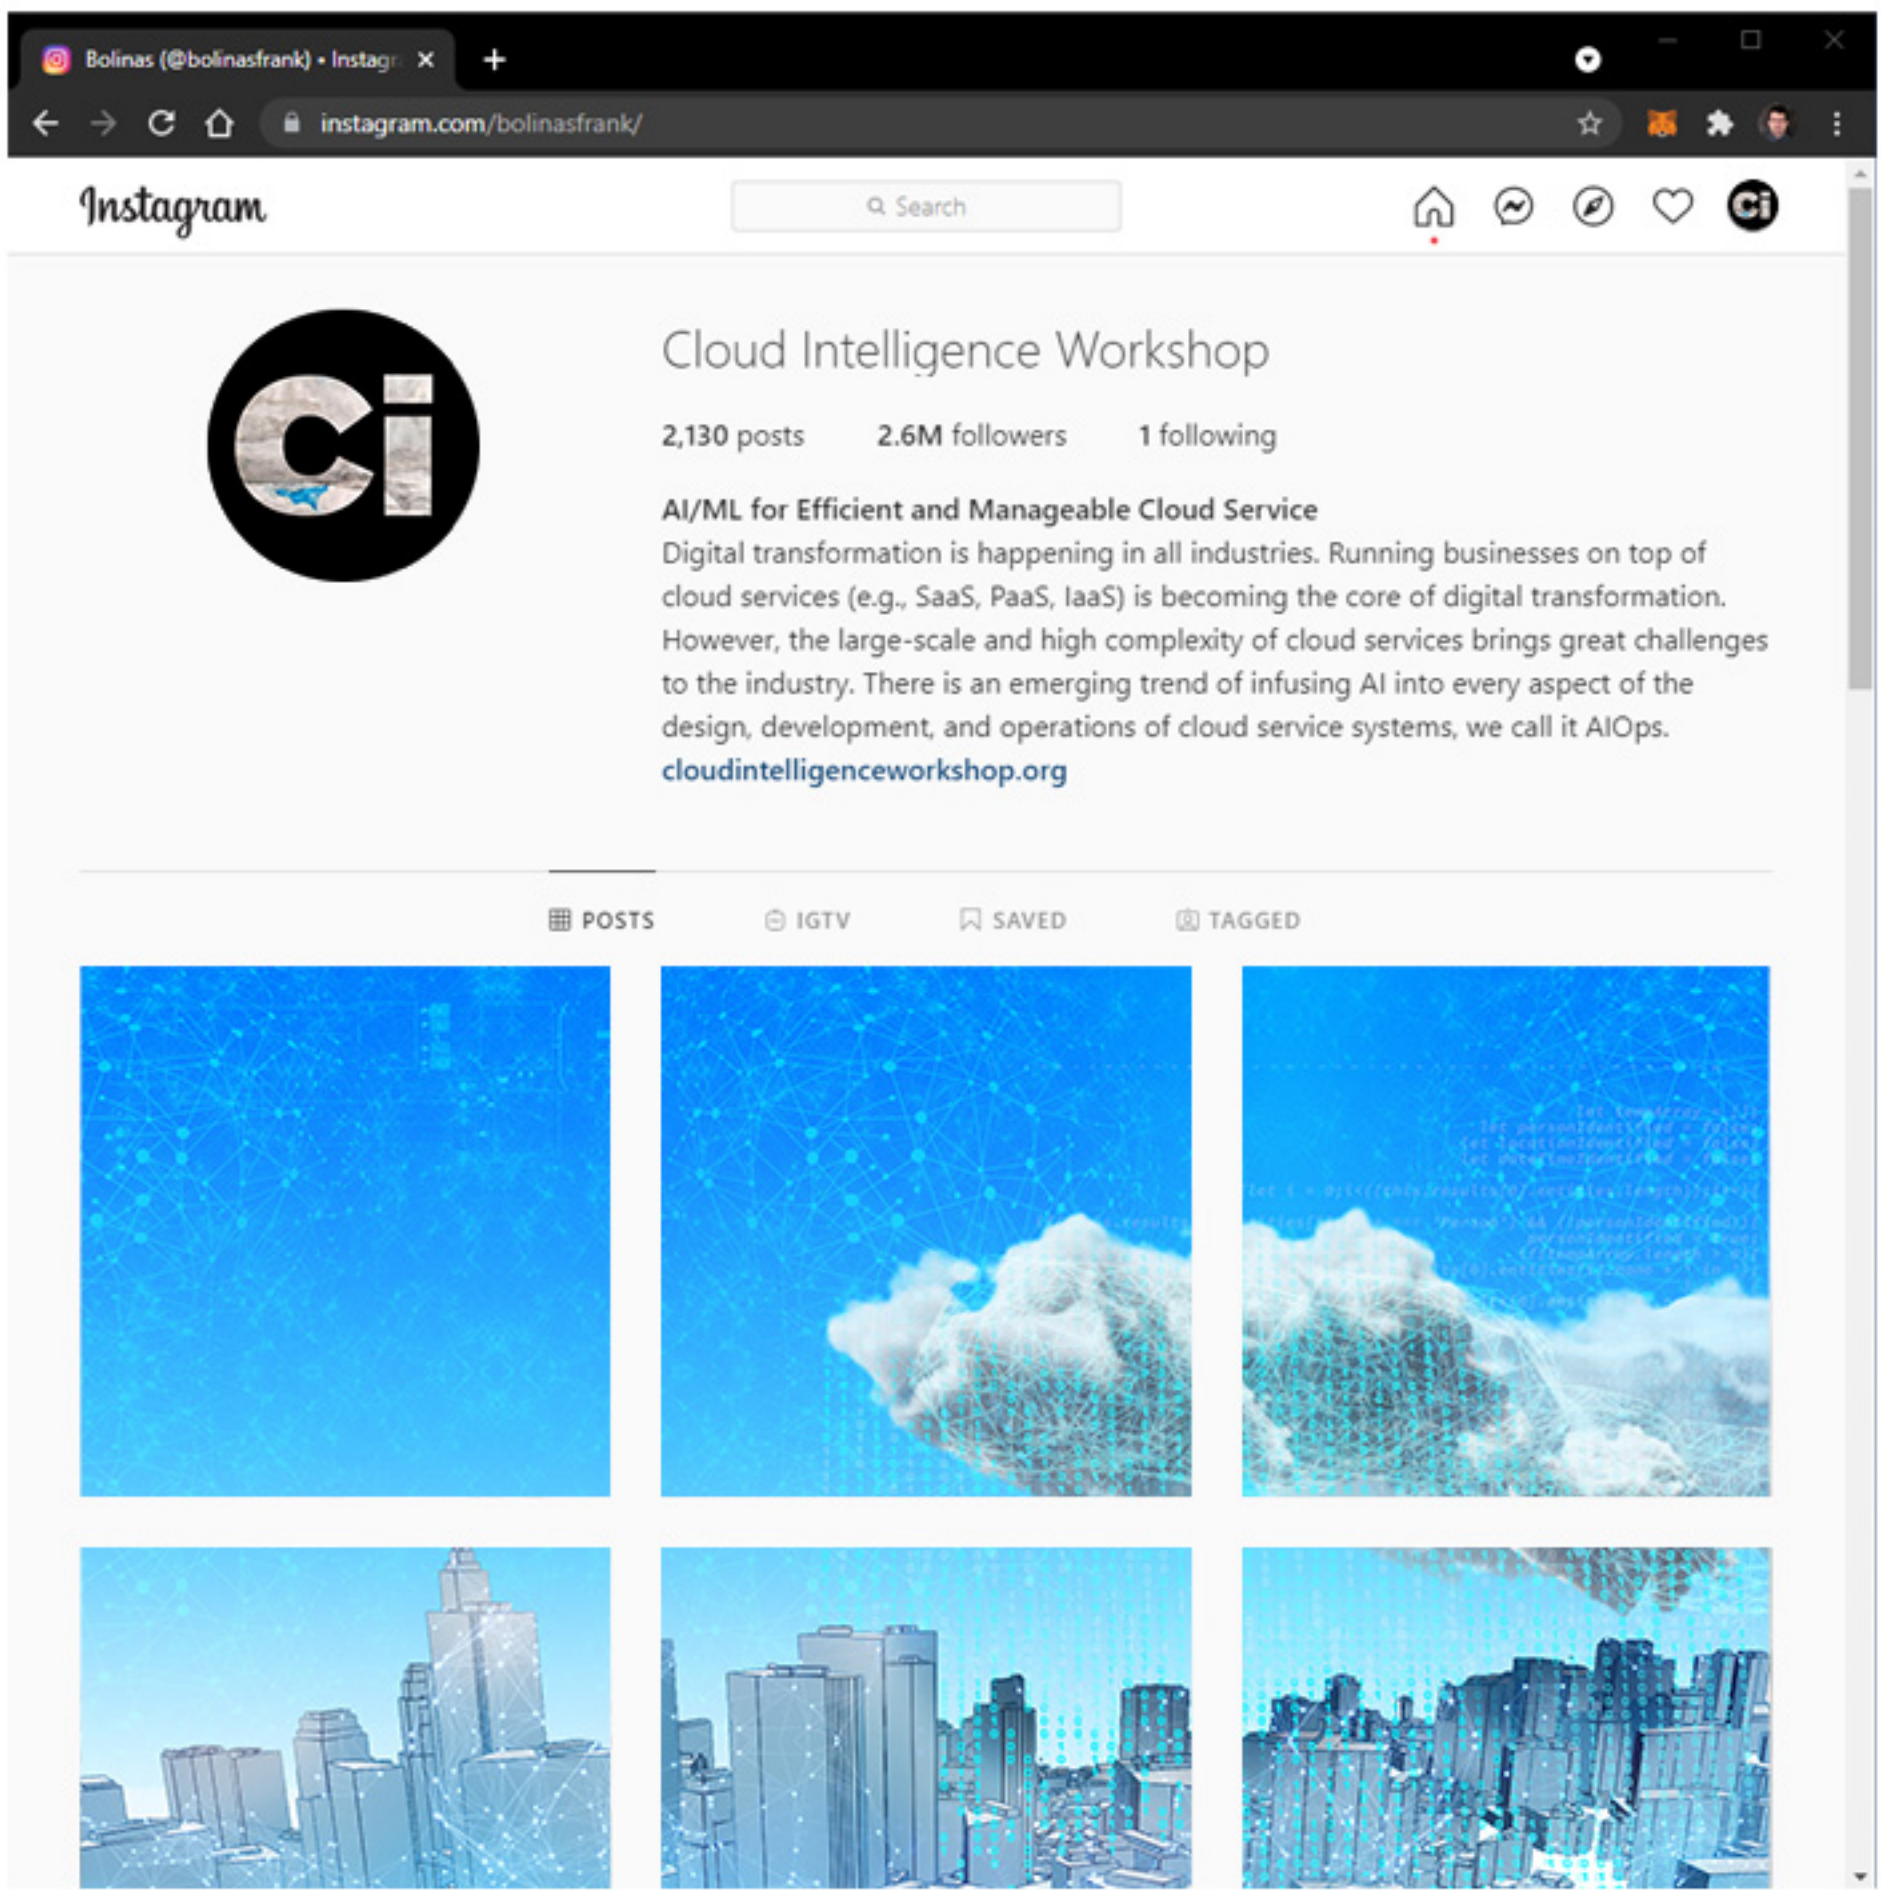 Bolinas (@bolinasfrank) • Instagr
instagram.com/bolinasfrank/
Instagram
Search
Ci
Ci
Cloud Intelligence Workshop
2,130 posts 2.6M followers 1 following
AI/ML for Efficient and Manageable Cloud Service
Digital transformation is happening in all industries. Running businesses on top of
cloud services (e.g., SaaS, PaaS, IaaS) is becoming the core of digital transformation.
However, the large-scale and high complexity of cloud services brings great challenges
to the industry. There is an emerging trend of infusing AI into every aspect of the
design, development, and operations of cloud service systems, we call it AIOps.
cloudintelligenceworkshop.org
POSTS IGTV SAVED TAGGED